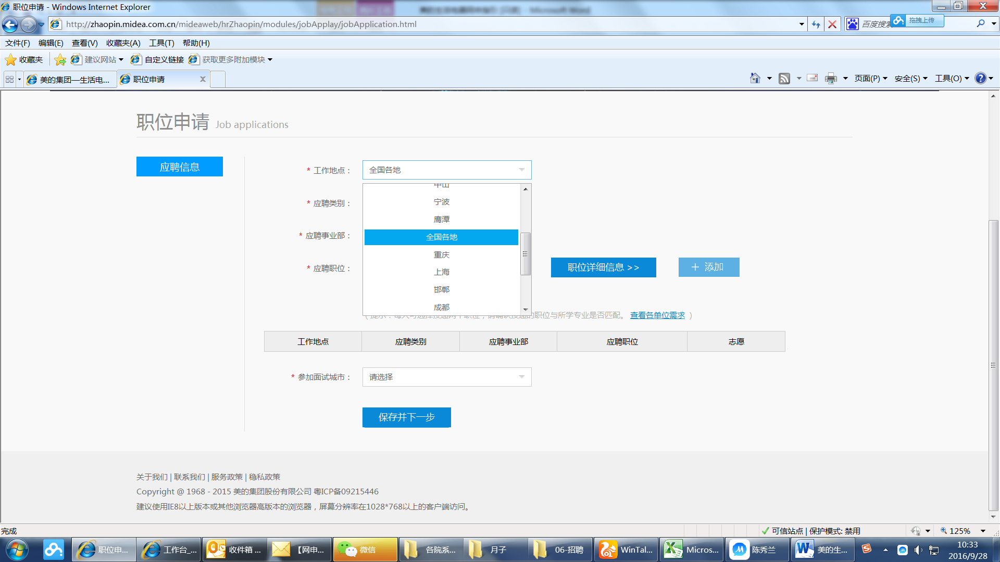 职位申请 - Windows Internet Explorer
http://zhaopin.midea.com.cn/mideaweb/hrZhaopin/modules/jobApplay/jobApplication.html
百度搜索
拖拽上传
文件(F) 编辑(E) 查看(V) 收藏夹(A) 工具(T) 帮助(H)
收藏夹 建议网站 自定义链接 获取更多附加模块
美的集团—生活电... 职位申请 页面(P) 安全(S) 工具(O)
职位申请 Job applications
应聘信息
* 工作地点： 全国各地
中山
* 应聘类别： 宁波
鹰潭
* 应聘事业部： 全国各地
重庆
* 应聘职位： 上海
职位详细信息 >> + 添加
邯郸
成都
的职位与所学专业是否匹配。 查看各单位需求 )
工作地点 应聘类别 应聘事业部 应聘职位 志愿
* 参加面试城市： 请选择
保存并下一步
关于我们 | 联系我们 | 服务政策 | 稳私政策
Copyright @ 1968 - 2015 美的集团股份有限公司 粤ICP备09215446
建议使用IE8以上版本或其他浏览器高版本的浏览器，屏幕分辨率在1028*768以上的客户端访问。
完成 可信站点 | 保护模式: 禁用 125%
职位申... 工作台_... 收件箱 ... 【网申... 微信 各院系... 月子 06-招聘 WinTal... Micros... 陈秀兰 美的生...
10:33
2016/9/28